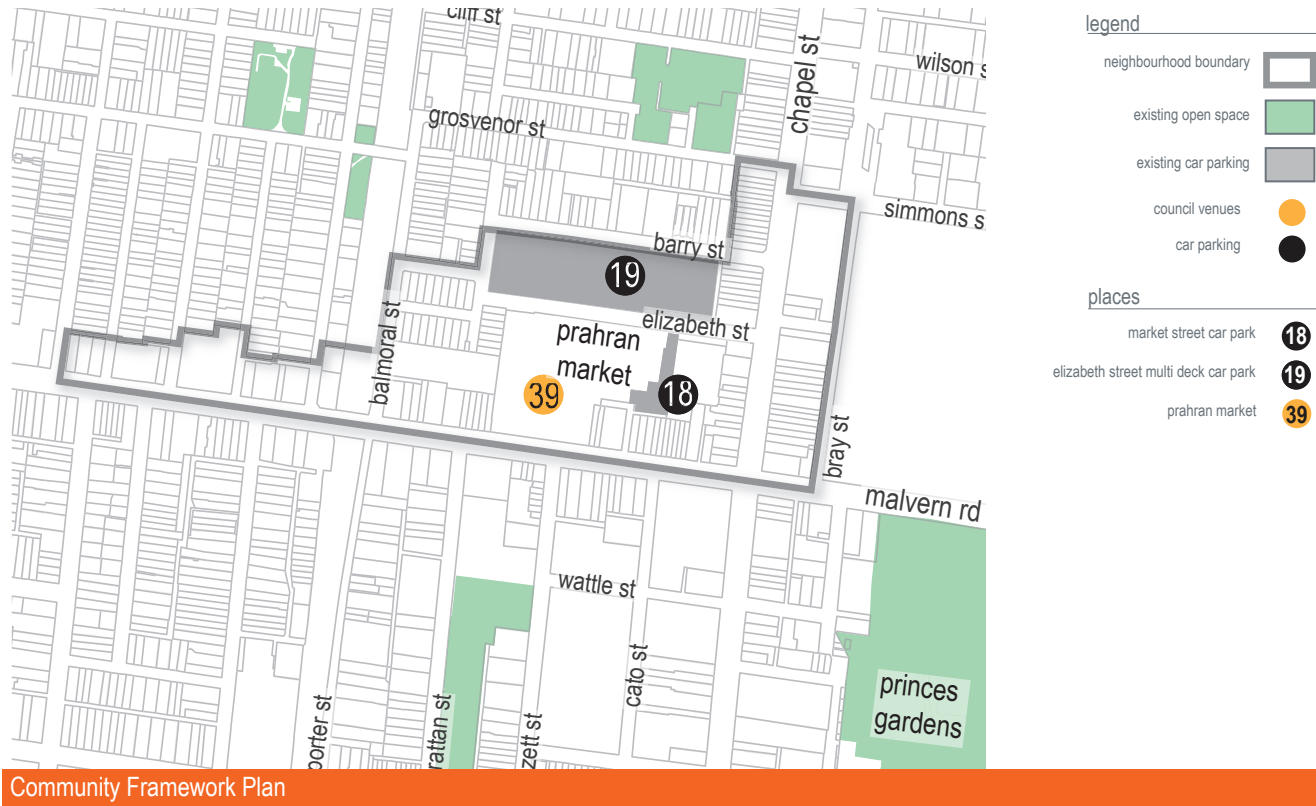 cliff st
chapel st
wilson s
grosvenor st
simmons s
barry st
19
elizabeth st
balmoral st
prahran
market
39
18
bray st
malvern rd
wattle st
cato st
porter st
rattan st
zett st
princes
gardens
legend
neighbourhood boundary
existing open space
existing car parking
council venues
car parking
places
market street car park 18
elizabeth street multi deck car park 19
prahran market 39
Community Framework Plan